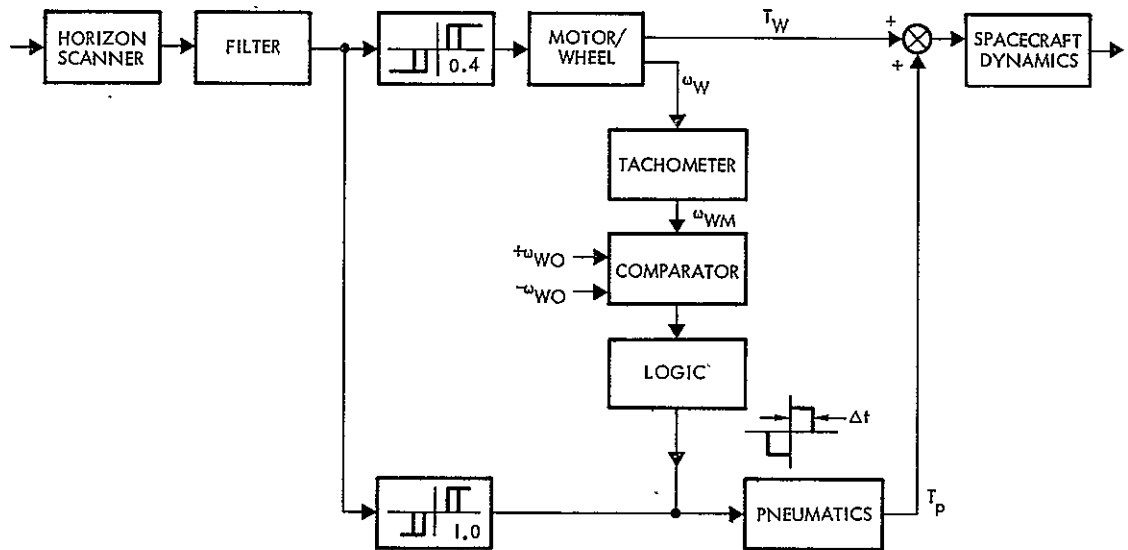 HORIZON
SCANNER
FILTER
0.4
MOTOR/
WHEEL
T_W
+
+
SPACECRAFT
DYNAMICS
ω_W
TACHOMETER
ω_WM
+ω_WO
-ω_WO
COMPARATOR
LOGIC
Δt
1.0
PNEUMATICS
T_p